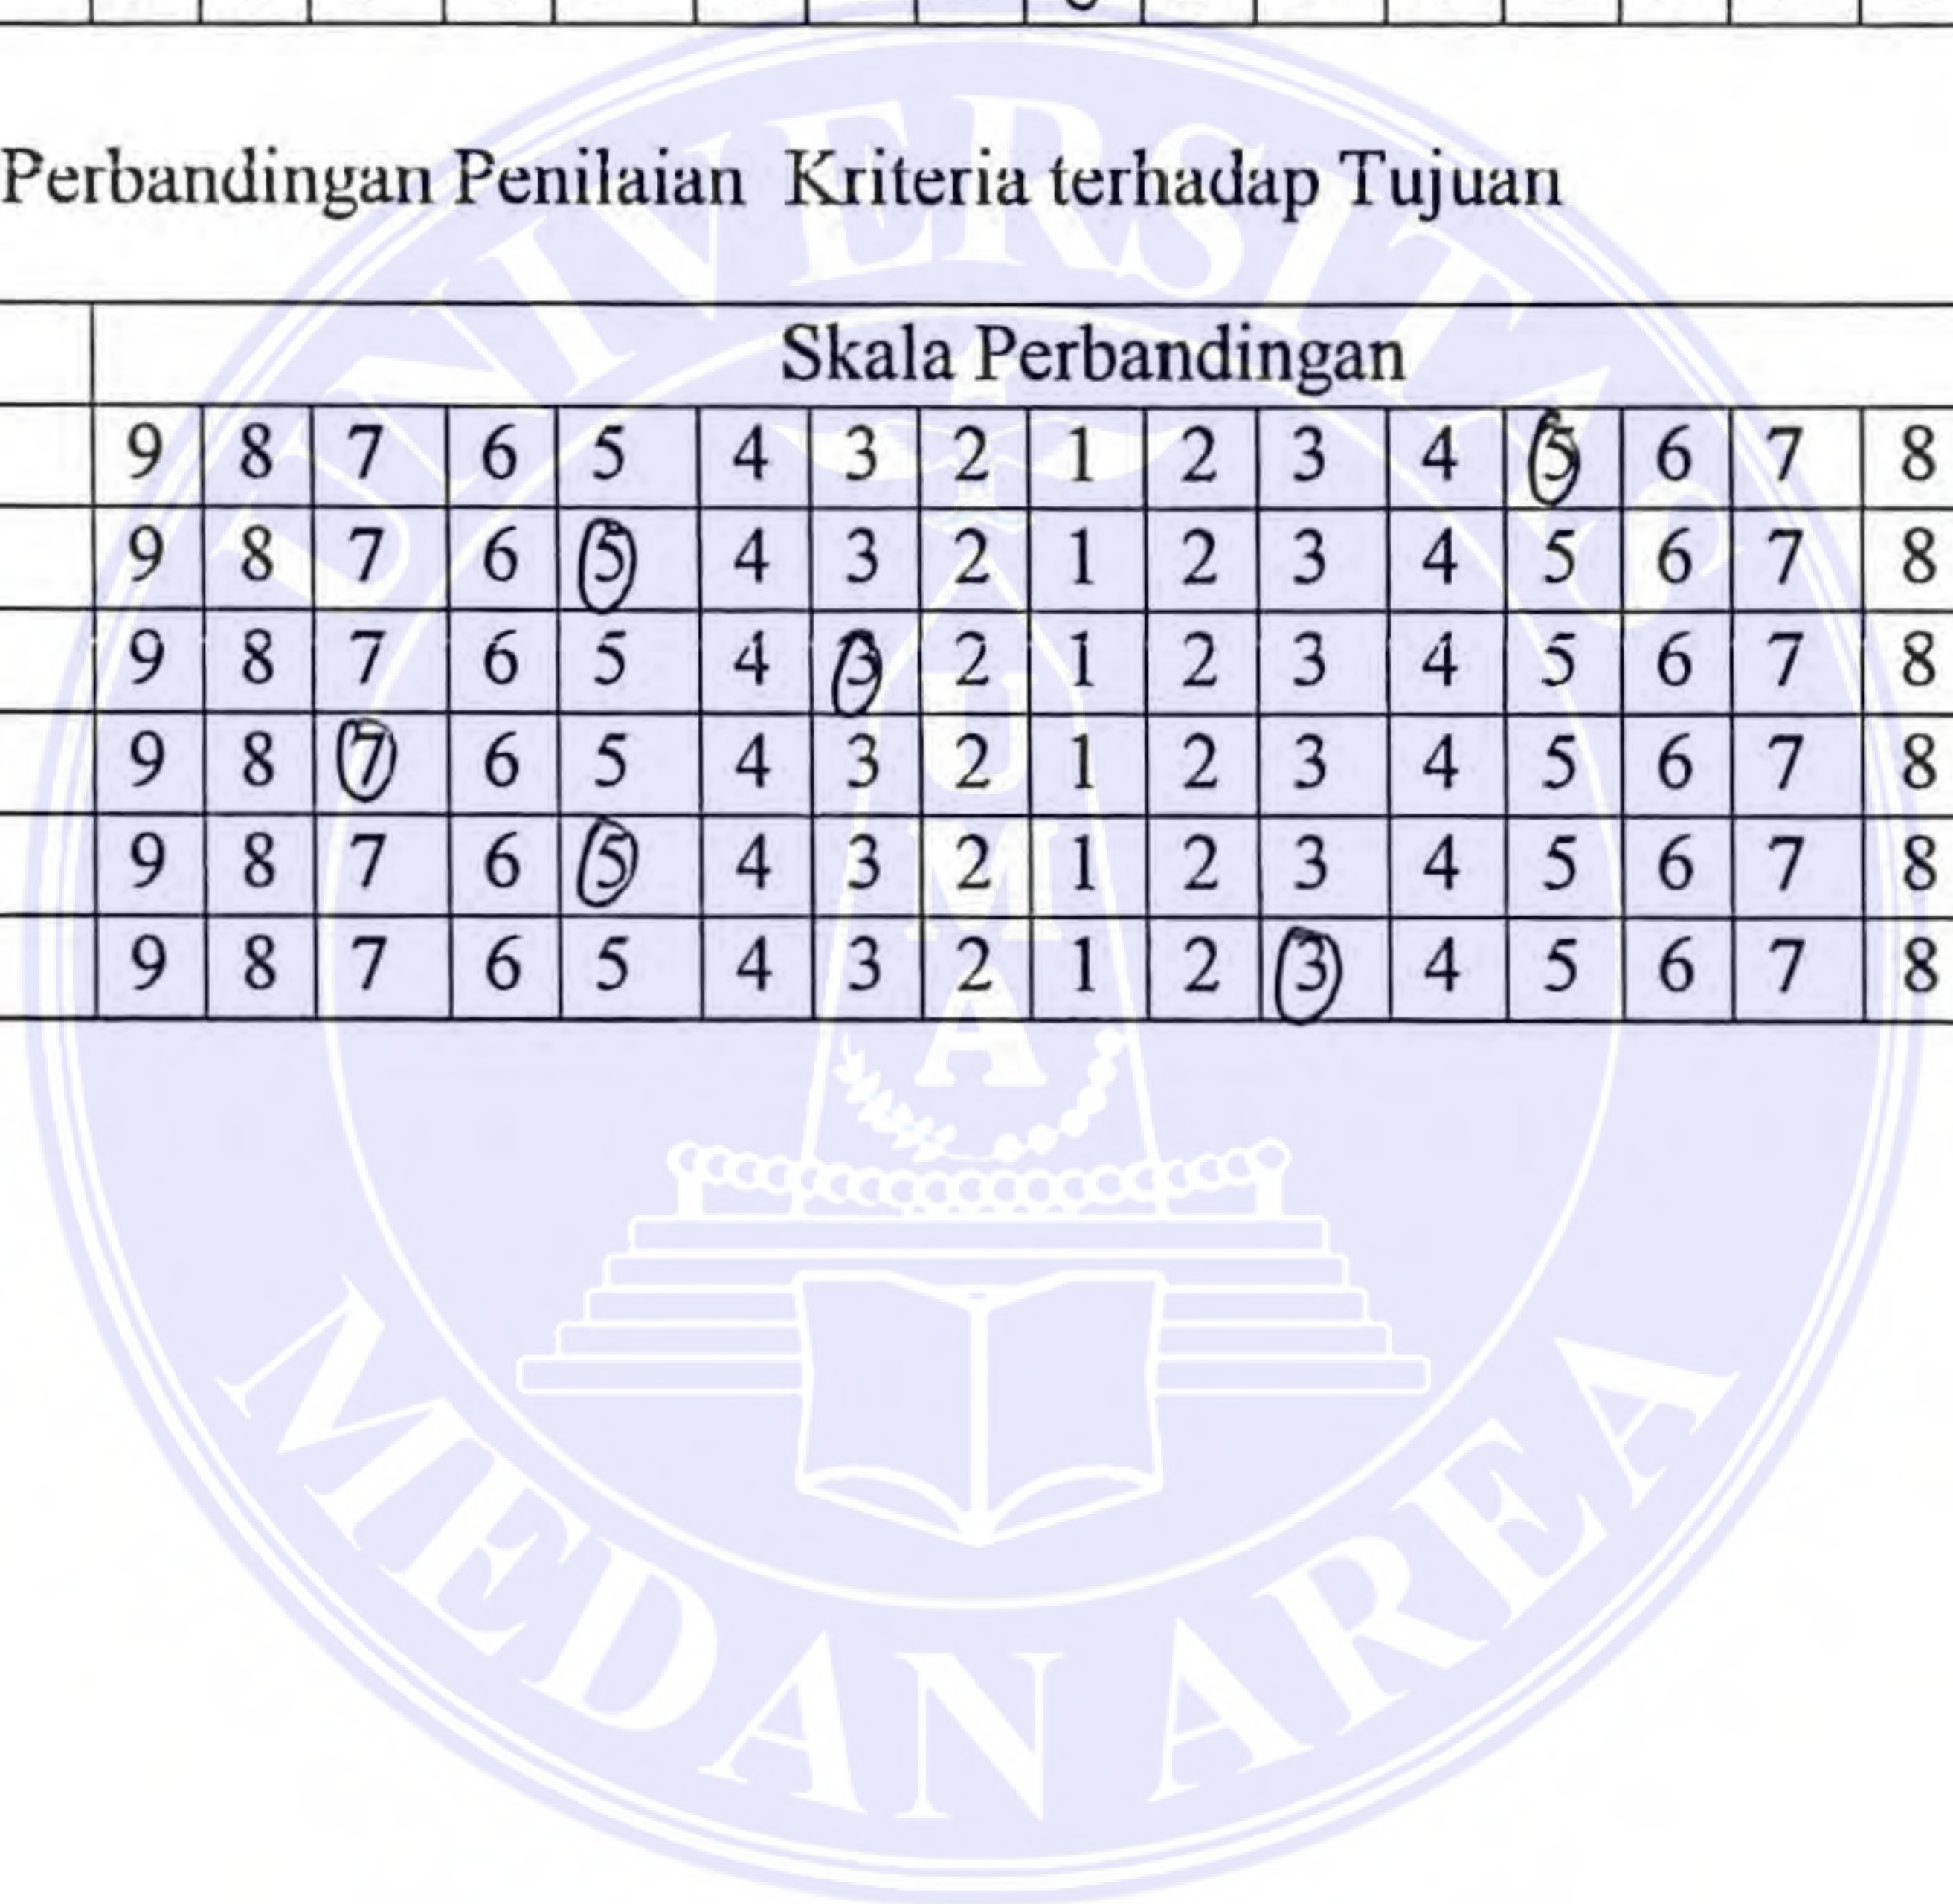 Perbandingan Penilaian Kriteria terhadap Tujuan
Skala Perbandingan
9 8 7 6 5 4 3 2 1 2 3 4 5 6 7 8
9 8 7 6 5 4 3 2 1 2 3 4 5 6 7 8
9 8 7 6 5 4 3 2 1 2 3 4 5 6 7 8
9 8 7 6 5 4 3 2 1 2 3 4 5 6 7 8
9 8 7 6 5 4 3 2 1 2 3 4 5 6 7 8
9 8 7 6 5 4 3 2 1 2 3 4 5 6 7 8
UNIVERSITAS
U
M
A
MEDAN AREA